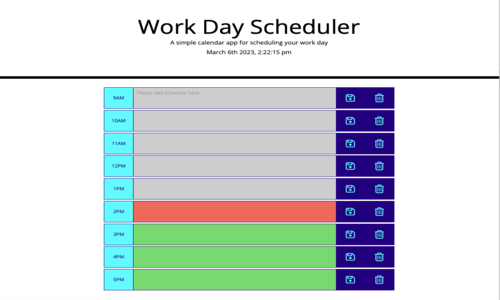 Work Day Scheduler
A simple calendar app for scheduling your work day
March 6th 2023, 2:22:15 pm
9AM
Please add schedule here
10AM
11AM
12PM
1PM
2PM
3PM
4PM
5PM